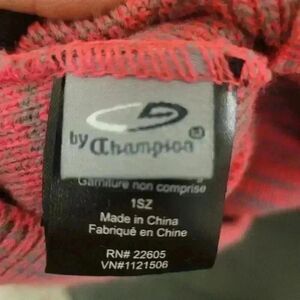 by Champion
Garniture non comprise
1SZ
Made in China
Fabriqué en Chine
RN# 22605
VN#1121506